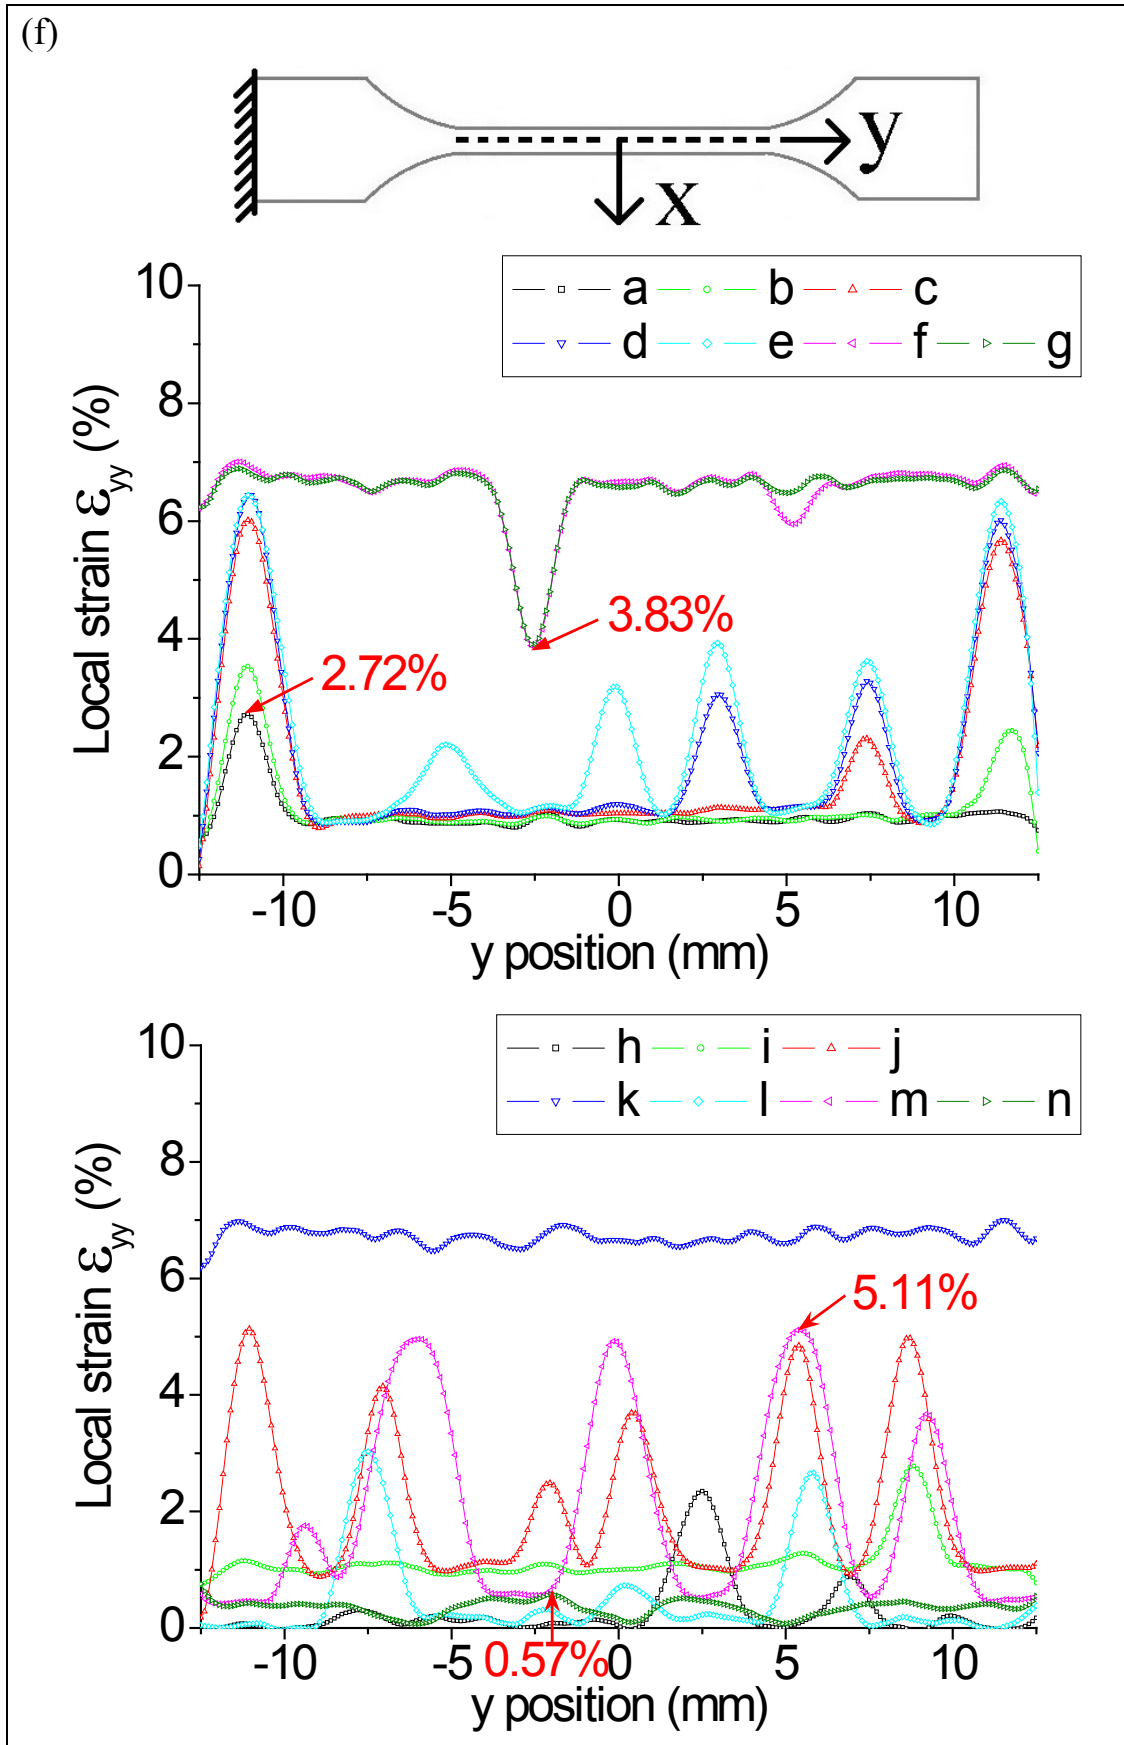 (f)
y
x
a b c
d e f g
10
8
6
4
2
0
Local strain εyy (%)
3.83%
2.72%
-10 -5 0 5 10
y position (mm)
h i j
k l m n
10
8
6
4
2
0
Local strain εyy (%)
5.11%
0.57%
-10 -5 0 5 10
y position (mm)